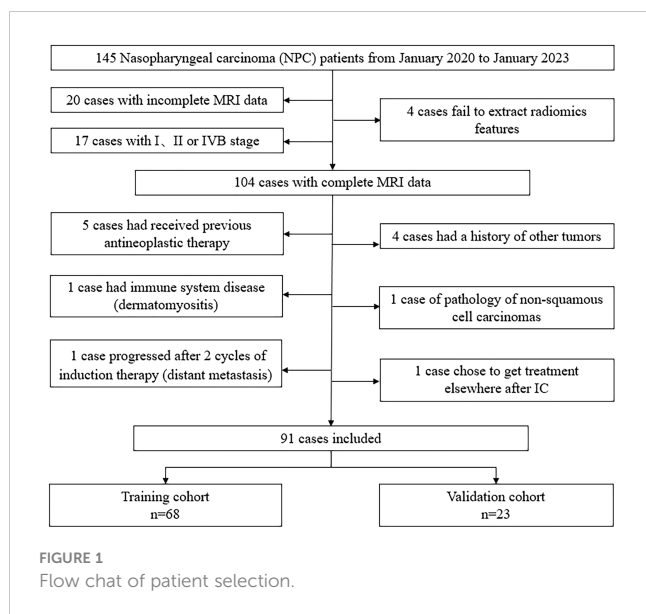 145 Nasopharyngeal carcinoma (NPC) patients from January 2020 to January 2023
20 cases with incomplete MRI data
4 cases fail to extract radiomics
features
17 cases with I、II or IVB stage
104 cases with complete MRI data
5 cases had received previous
antineoplastic therapy
4 cases had a history of other tumors
1 case had immune system disease
(dermatomyositis)
1 case of pathology of non-squamous
cell carcinomas
1 case progressed after 2 cycles of
induction therapy (distant metastasis)
1 case chose to get treatment
elsewhere after IC
91 cases included
Training cohort
n=68
Validation cohort
n=23
FIGURE 1
Flow chat of patient selection.